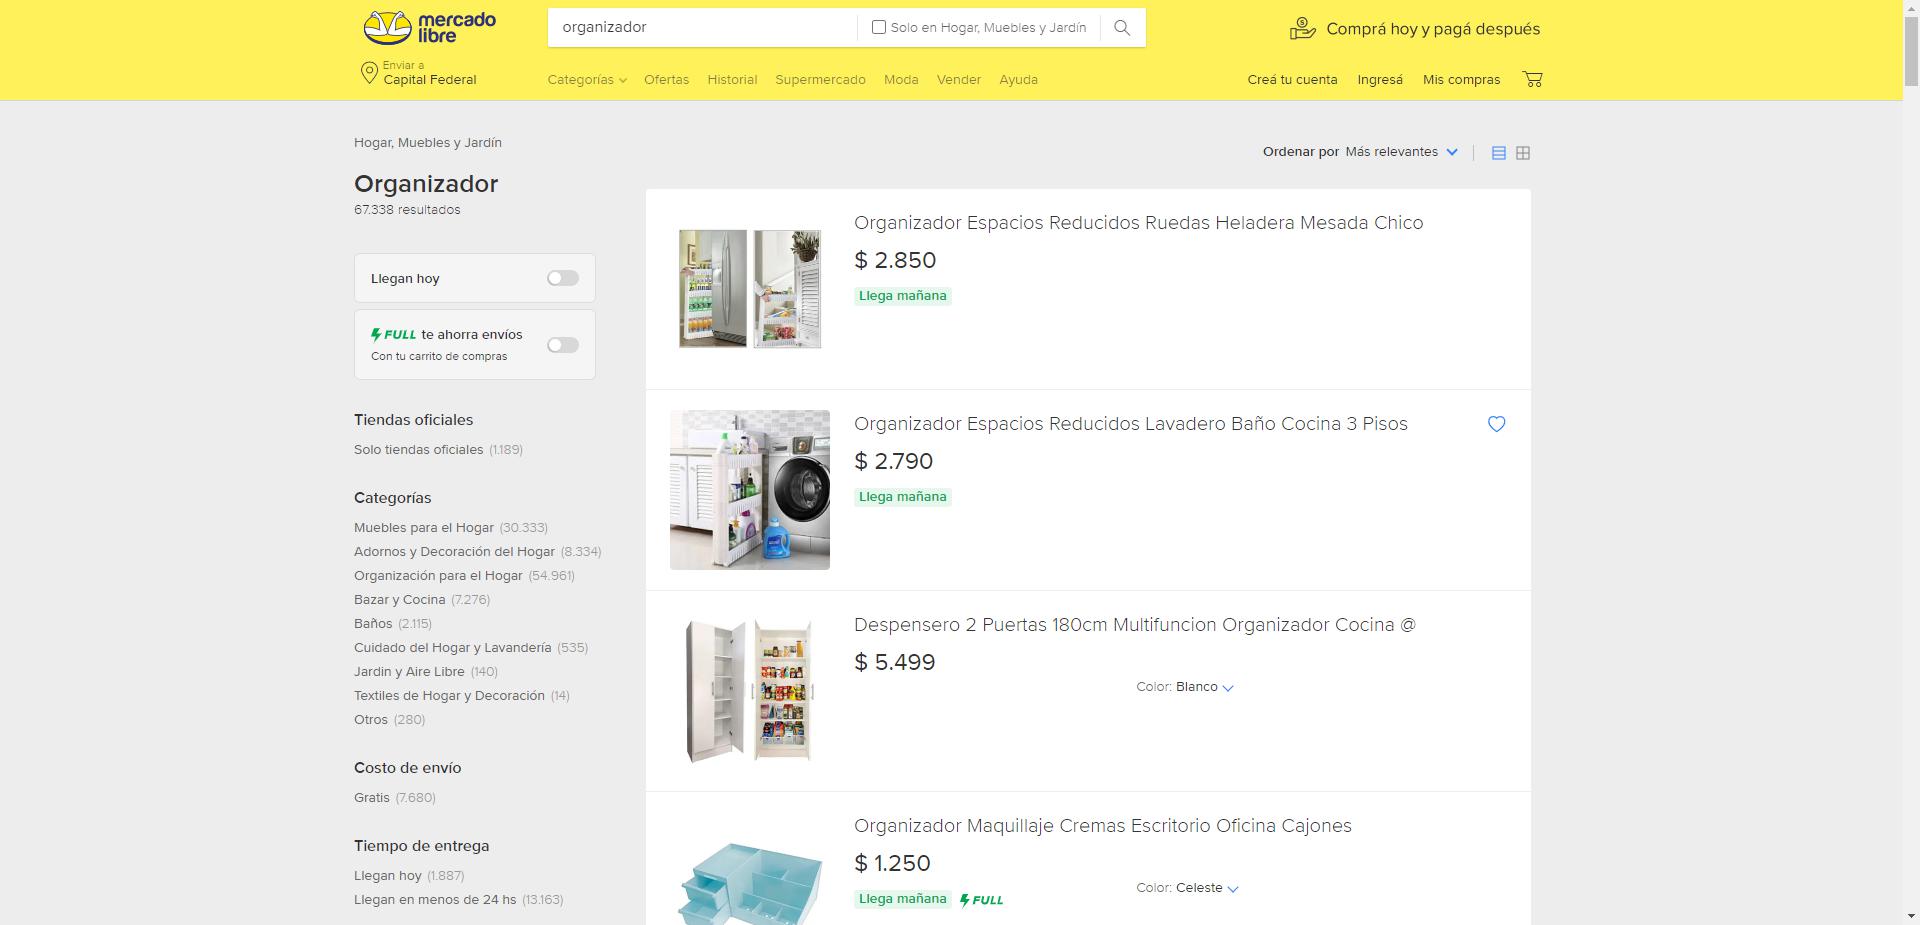 mercado
libre
organizador
Solo en Hogar, Muebles y Jardín
Comprá hoy y pagá después
Enviar a
Capital Federal
Categorías
Ofertas
Historial
Supermercado
Moda
Vender
Ayuda
Creá tu cuenta
Ingresá
Mis compras
Hogar, Muebles y Jardín
Organizador
67.338 resultados
Ordenar por Más relevantes
Llegan hoy
FULL te ahorra envíos
Con tu carrito de compras
Tiendas oficiales
Solo tiendas oficiales (1.189)
Categorías
Muebles para el Hogar (30.333)
Adornos y Decoración del Hogar (8.334)
Organización para el Hogar (54.961)
Bazar y Cocina (7.276)
Baños (2.115)
Cuidado del Hogar y Lavandería (535)
Jardin y Aire Libre (140)
Textiles de Hogar y Decoración (14)
Otros (280)
Costo de envío
Gratis (7.680)
Tiempo de entrega
Llegan hoy (1.887)
Llegan en menos de 24 hs (13.163)
Organizador Espacios Reducidos Ruedas Heladera Mesada Chico
$ 2.850
Llega mañana
Organizador Espacios Reducidos Lavadero Baño Cocina 3 Pisos
$ 2.790
Llega mañana
Despensero 2 Puertas 180cm Multifuncion Organizador Cocina @
$ 5.499
Color: Blanco
Organizador Maquillaje Cremas Escritorio Oficina Cajones
$ 1.250
Color: Celeste
Llega mañana FULL